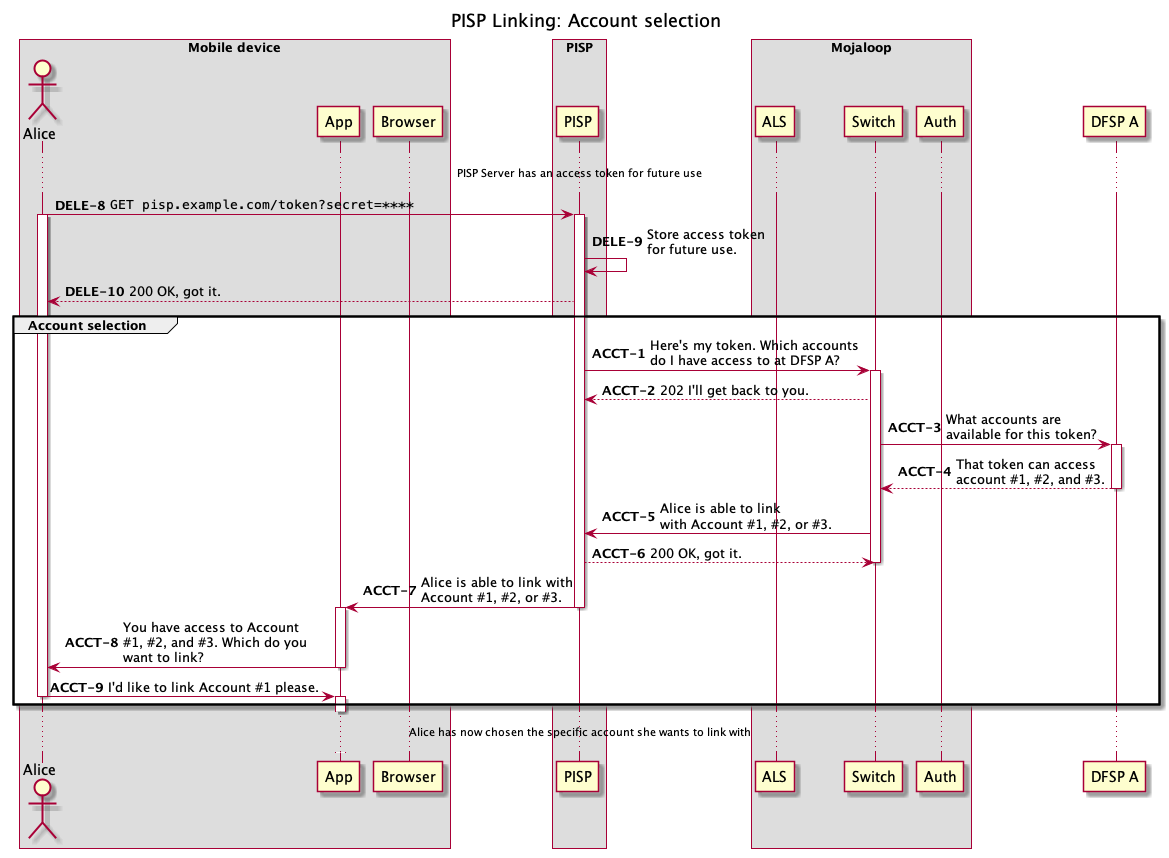 PISP Linking: Account selection
Mobile device
PISP
Mojaloop
Alice
App
Browser
PISP
ALS
Switch
Auth
DFSP A
PISP Server has an access token for future use
DELE-8 GET pisp.example.com/token?secret=****
DELE-9 Store access token
for future use.
DELE-10 200 OK, got it.
Account selection
ACCT-1 Here's my token. Which accounts
do I have access to at DFSP A?
ACCT-2 202 I'll get back to you.
ACCT-3 What accounts are
available for this token?
ACCT-4 That token can access
account #1, #2, and #3.
ACCT-5 Alice is able to link
with Account #1, #2, or #3.
ACCT-6 200 OK, got it.
ACCT-7 Alice is able to link with
Account #1, #2, or #3.
You have access to Account
ACCT-8 #1, #2, and #3. Which do you
want to link?
ACCT-9 I'd like to link Account #1 please.
Alice has now chosen the specific account she wants to link with
Alice
App
Browser
PISP
ALS
Switch
Auth
DFSP A